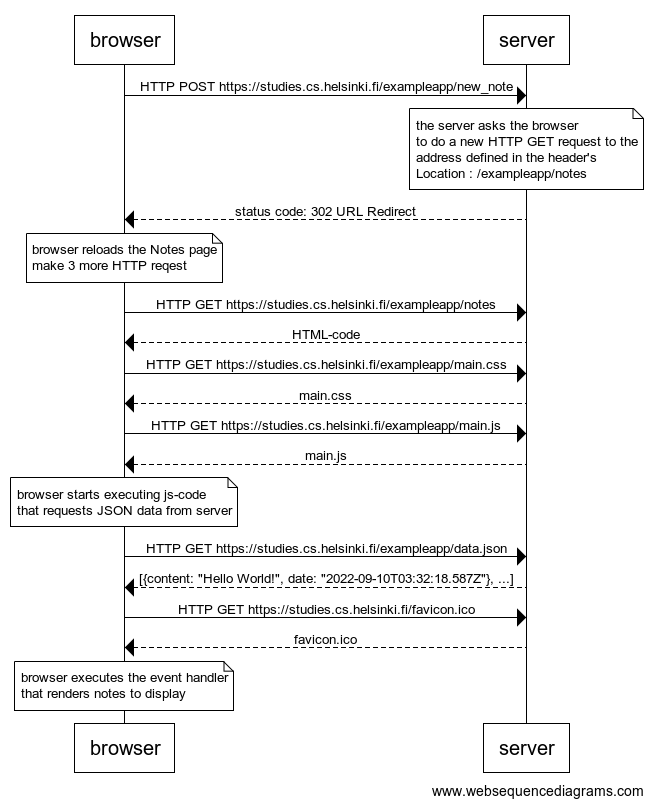 browser
server
HTTP POST https://studies.cs.helsinki.fi/exampleapp/new_note
the server asks the browser
to do a new HTTP GET request to the
address defined in the header's
Location : /exampleapp/notes
status code: 302 URL Redirect
browser reloads the Notes page
make 3 more HTTP reqest
HTTP GET https://studies.cs.helsinki.fi/exampleapp/notes
HTML-code
HTTP GET https://studies.cs.helsinki.fi/exampleapp/main.css
main.css
HTTP GET https://studies.cs.helsinki.fi/exampleapp/main.js
main.js
browser starts executing js-code
that requests JSON data from server
HTTP GET https://studies.cs.helsinki.fi/exampleapp/data.json
[{content: "Hello World!", date: "2022-09-10T03:32:18.587Z"}, ...]
HTTP GET https://studies.cs.helsinki.fi/favicon.ico
favicon.ico
browser executes the event handler
that renders notes to display
browser
server
www.websequencediagrams.com